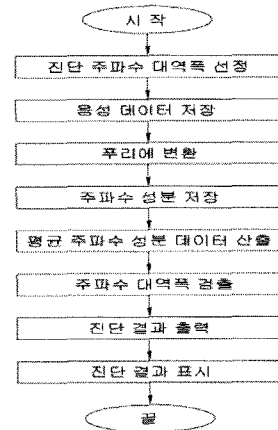 시 작
진단 주파수 대역폭 선정
음성 데이터 저장
푸리에 변환
주파수 성분 저장
평균 주파수 성분 데이터 산출
주파수 대역폭 검출
진단 결과 출력
진단 결과 표시
끝